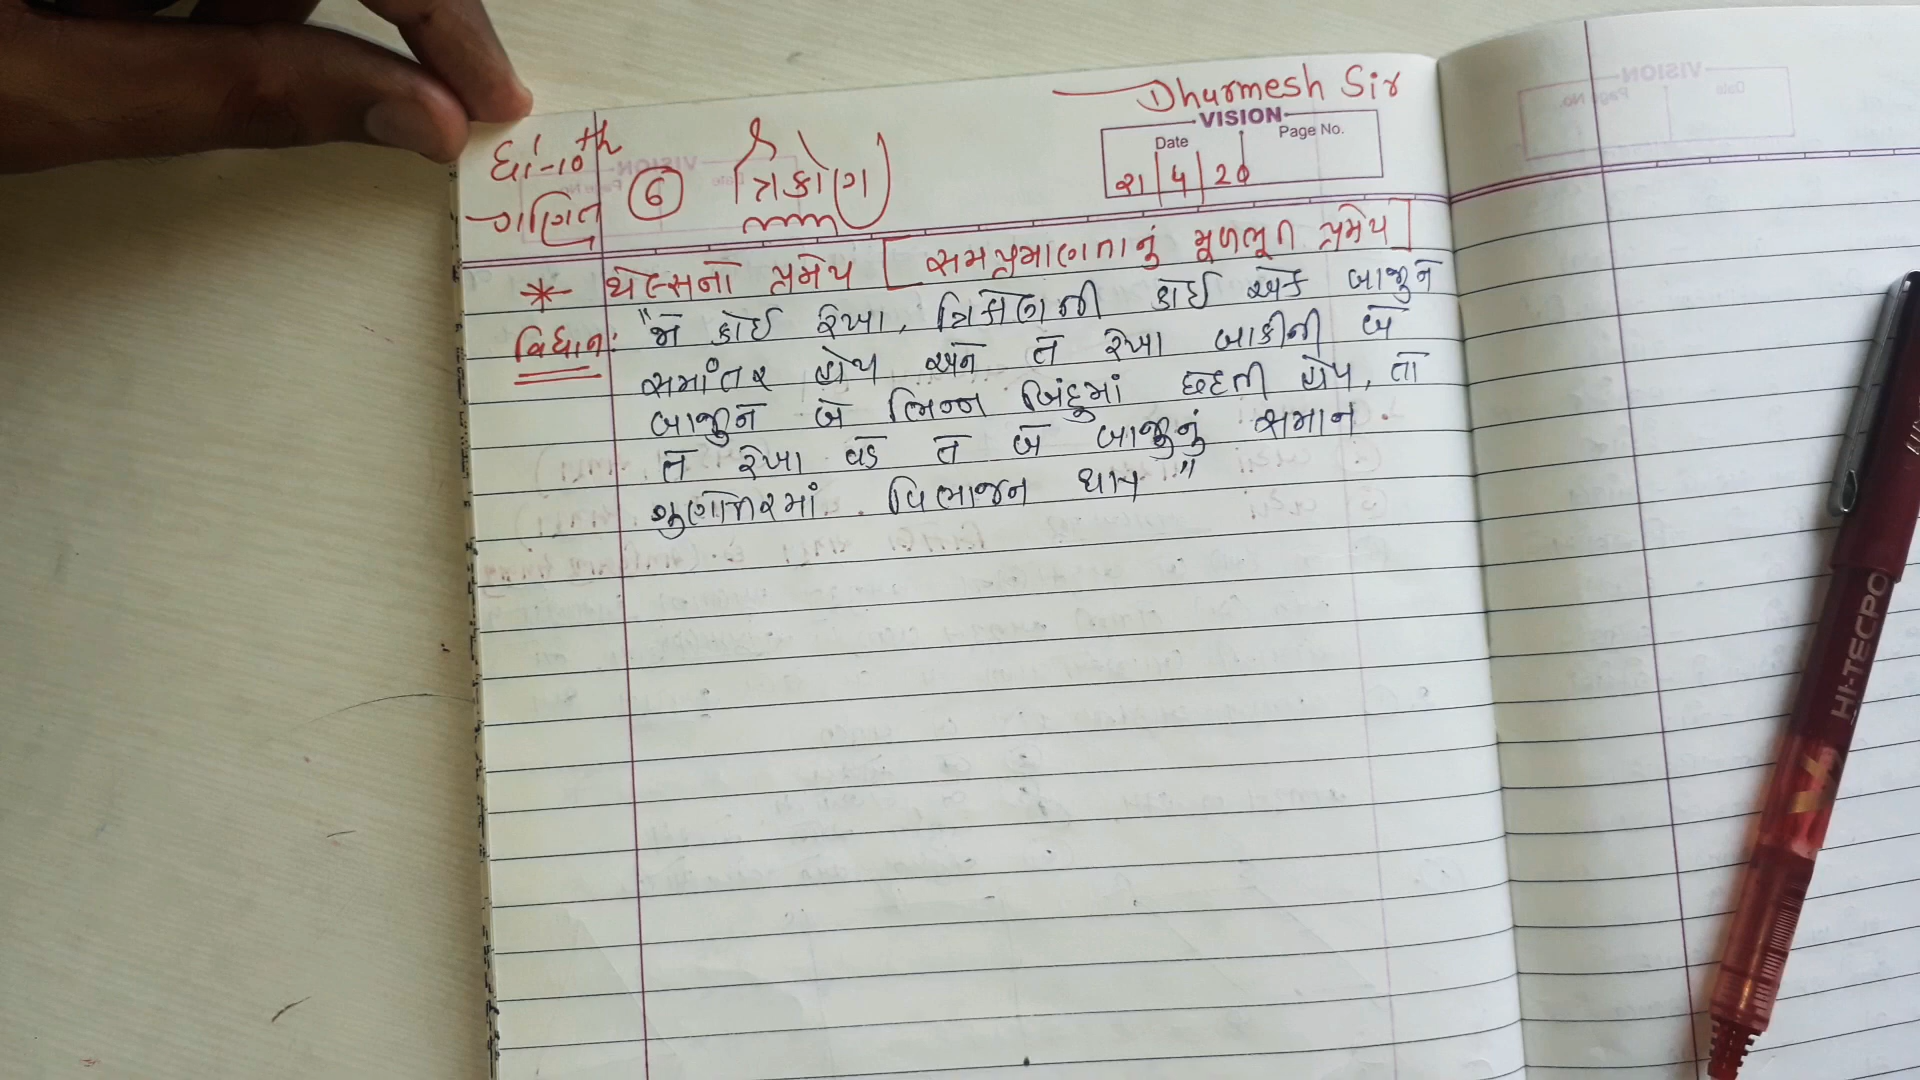 Dhurmesh Sir
VISION
Date
Page No.
21/4/20
ધો-10th
ગણિત
6 ત્રિકોણ
* થેલ્સનો પ્રમેય [સમપ્રમાણતાનું મૂળભૂત પ્રમેય]
વિધાન: "જો કોઈ રેખા, ત્રિકોણની કોઈ એક બાજુને
સમાંતર હોય અને તે રેખા બાકીની બે
બાજુને બે ભિન્ન બિંદુમાં છેદતી હોય, તો
તે રેખા વડે તે બે બાજુનું સમાન
ગુણોત્તરમાં વિભાજન થાય"
HI-TECPO